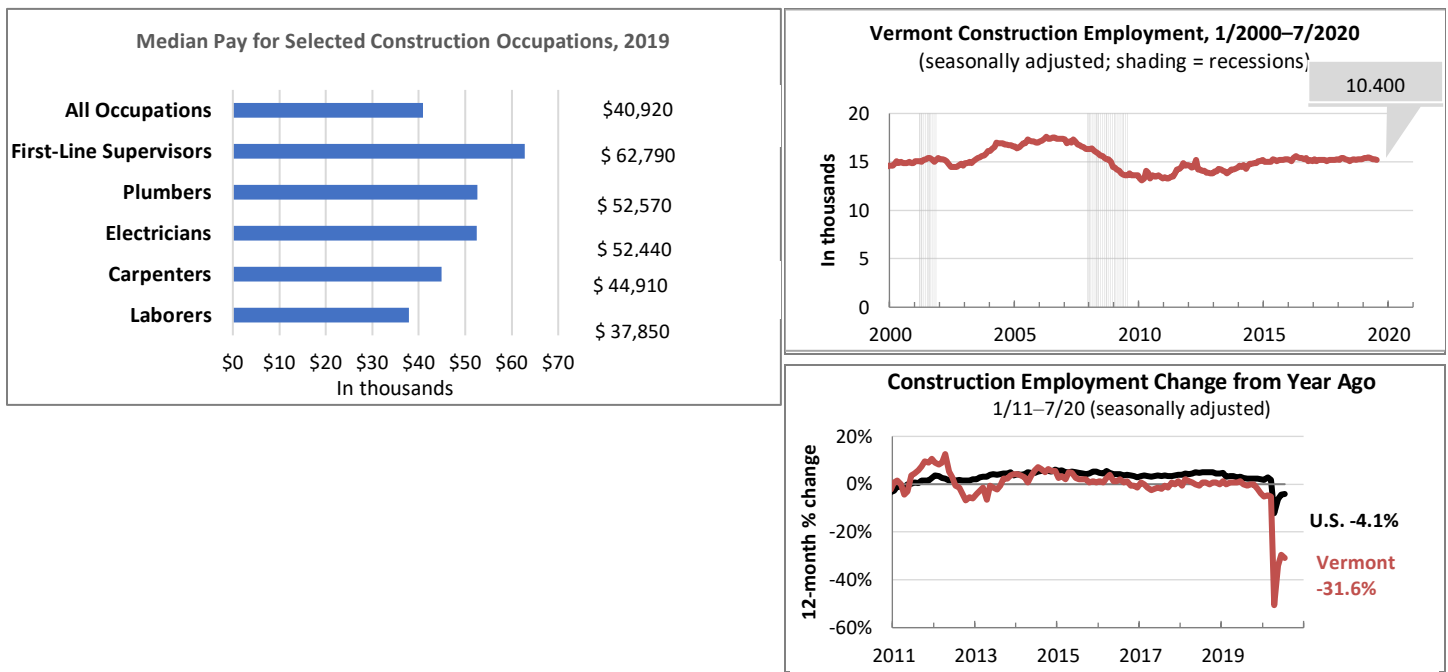 Median Pay for Selected Construction Occupations, 2019
All Occupations $40,920
First-Line Supervisors $ 62,790
Plumbers $ 52,570
Electricians $ 52,440
Carpenters $ 44,910
Laborers $ 37,850
$0 $10 $20 $30 $40 $50 $60 $70
In thousands
Vermont Construction Employment, 1/2000–7/2020
(seasonally adjusted; shading = recessions)
10.400
In thousands
20
15
10
5
0
2000 2005 2010 2015 2020
Construction Employment Change from Year Ago
1/11–7/20 (seasonally adjusted)
12-month % change
20%
0%
-20%
-40%
-60%
U.S. -4.1%
Vermont
-31.6%
2011 2013 2015 2017 2019